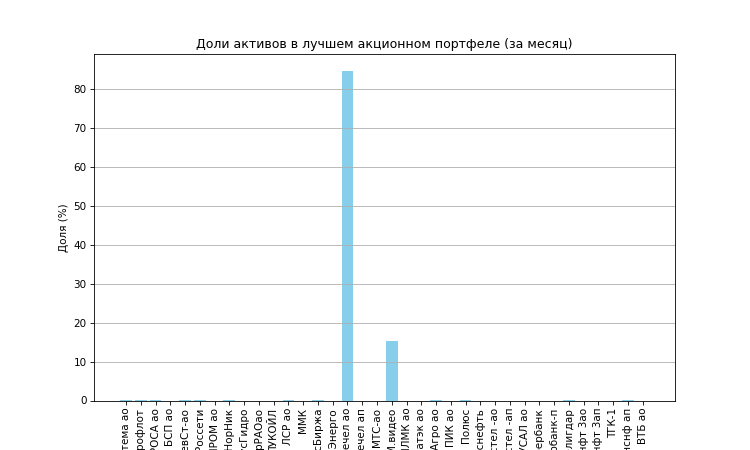 Доли активов в лучшем акционном портфеле (за месяц)
Доля (%)
80
70
60
50
40
30
20
10
0
тема ао
рофлот
РОСА ао
БСП ао
евСт-ао
Россети
ПРОМ ао
НорНик
сГидро
рРАОао
ЛУКОЙЛ
ЛСР ао
ММК
сБиржа
Энерго
ечел ао
ечел ап
МТС-ао
М.видео
НЛМК ао
атэк ао
Агро ао
ПИК ао
Полюс
снефть
стел -ао
стел -ап
УСАЛ ао
ербанк
рбанк-п
лигдар
нфт 3ао
нфт 3ап
ТГК-1
нснф ап
ВТБ ао